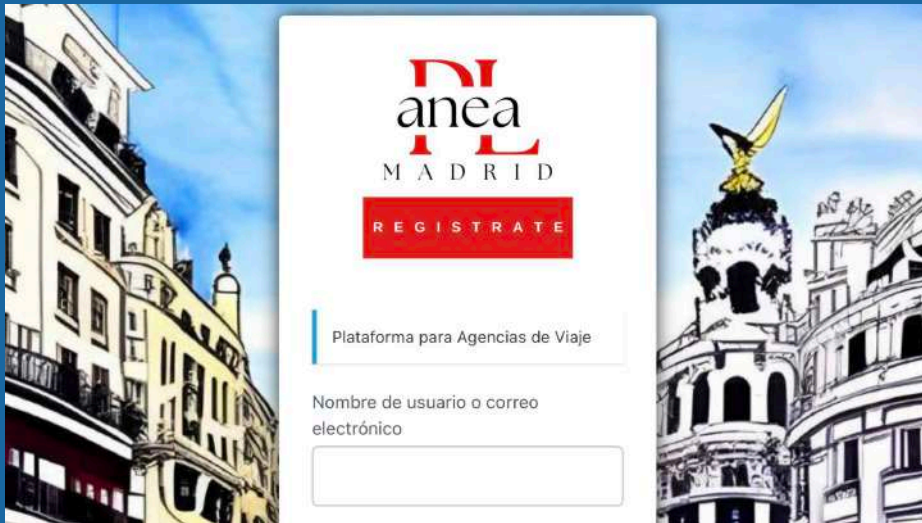 PL
anea
MADRID
REGISTRATE
Plataforma para Agencias de Viaje
Nombre de usuario o correo
electrónico